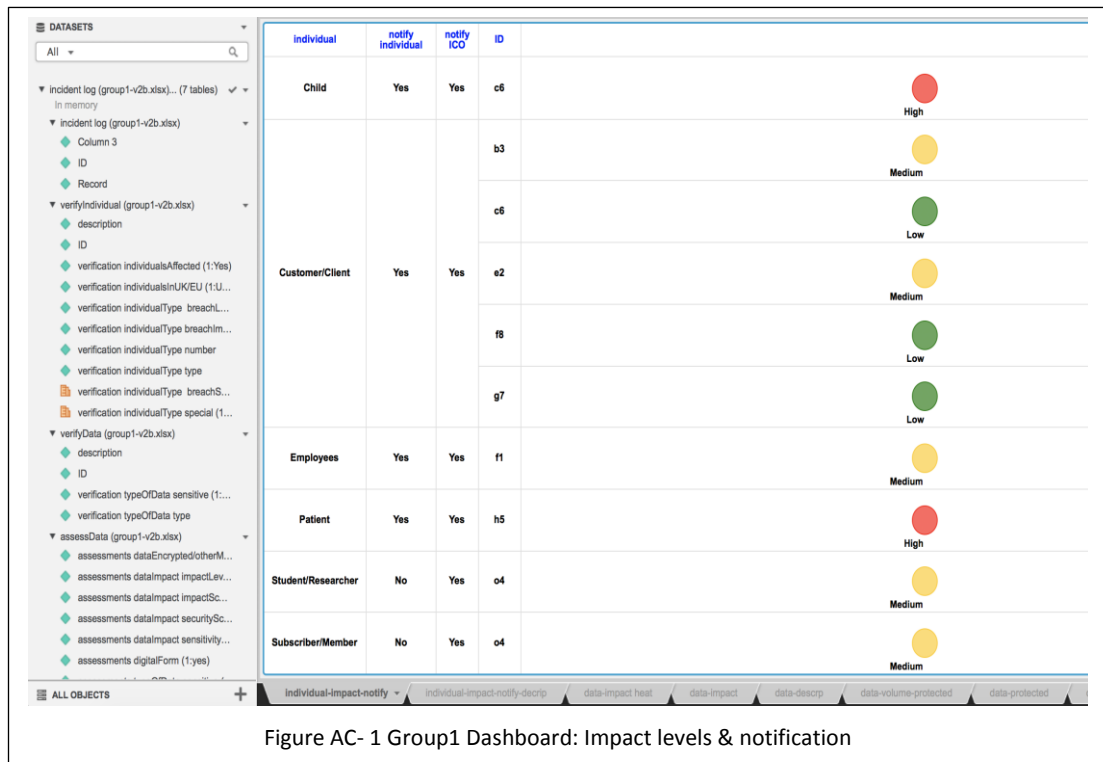 DATASETS
All
incident log (group1-v2b.xlsx)... (7 tables)
In memory
incident log (group1-v2b.xlsx)
Column 3
ID
Record
verifyIndividual (group1-v2b.xlsx)
description
ID
verification individualsAffected (1:Yes)
verification individualsInUK/EU (1:U...
verification individualType breachL...
verification individualType breachIm...
verification individualType number
verification individualType type
verification individualType breachS...
verification individualType special (1...
verifyData (group1-v2b.xlsx)
description
ID
verification typeOfData sensitive (1:...
verification typeOfData type
assessData (group1-v2b.xlsx)
assessments dataEncrypted/otherM...
assessments dataImpact impactLev...
assessments dataImpact impactSc...
assessments dataImpact securitySc...
assessments dataImpact sensitivity...
assessments digitalForm (1:yes)
ALL OBJECTS
individual notify individual notify ICO ID
Child Yes Yes c6 High
b3 Medium
c6 Low
Customer/Client Yes Yes e2 Medium
f8 Low
g7 Low
Employees Yes Yes f1 Medium
Patient Yes Yes h5 High
Student/Researcher No Yes o4 Medium
Subscriber/Member No Yes o4 Medium
individual-impact-notify individual-impact-notify-decrip data-impact heat data-impact data-descrp data-volume-protected data-protected
Figure AC- 1 Group1 Dashboard: Impact levels & notification